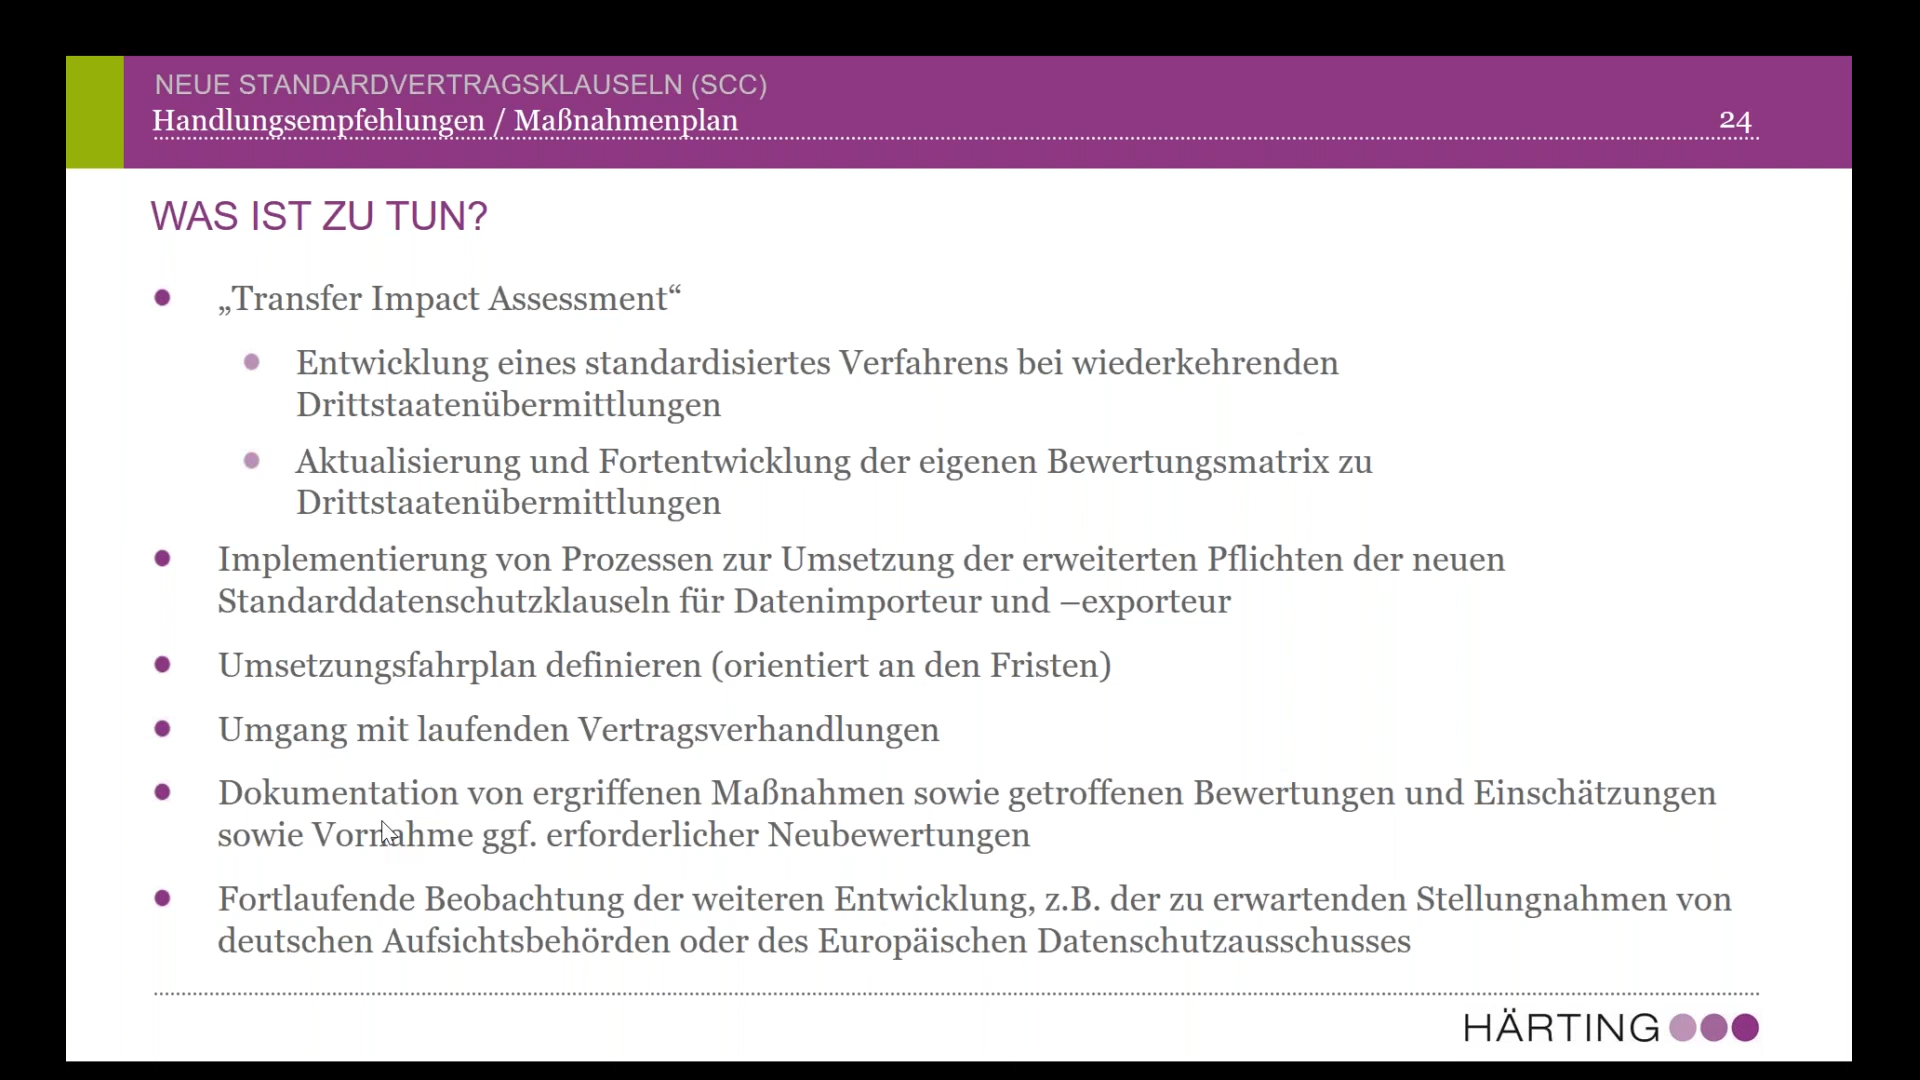 NEUE STANDARDVERTRAGSKLAUSELN (SCC)
Handlungsempfehlungen / Maßnahmenplan
24
WAS IST ZU TUN?
„Transfer Impact Assessment“
Entwicklung eines standardisiertes Verfahrens bei wiederkehrenden
Drittstaatenübermittlungen
Aktualisierung und Fortentwicklung der eigenen Bewertungsmatrix zu
Drittstaatenübermittlungen
Implementierung von Prozessen zur Umsetzung der erweiterten Pflichten der neuen
Standarddatenschutzklauseln für Datenimporteur und –exporteur
Umsetzungsfahrplan definieren (orientiert an den Fristen)
Umgang mit laufenden Vertragsverhandlungen
Dokumentation von ergriffenen Maßnahmen sowie getroffenen Bewertungen und Einschätzungen
sowie Vornahme ggf. erforderlicher Neubewertungen
Fortlaufende Beobachtung der weiteren Entwicklung, z.B. der zu erwartenden Stellungnahmen von
deutschen Aufsichtsbehörden oder des Europäischen Datenschutzausschusses
HÄRTING